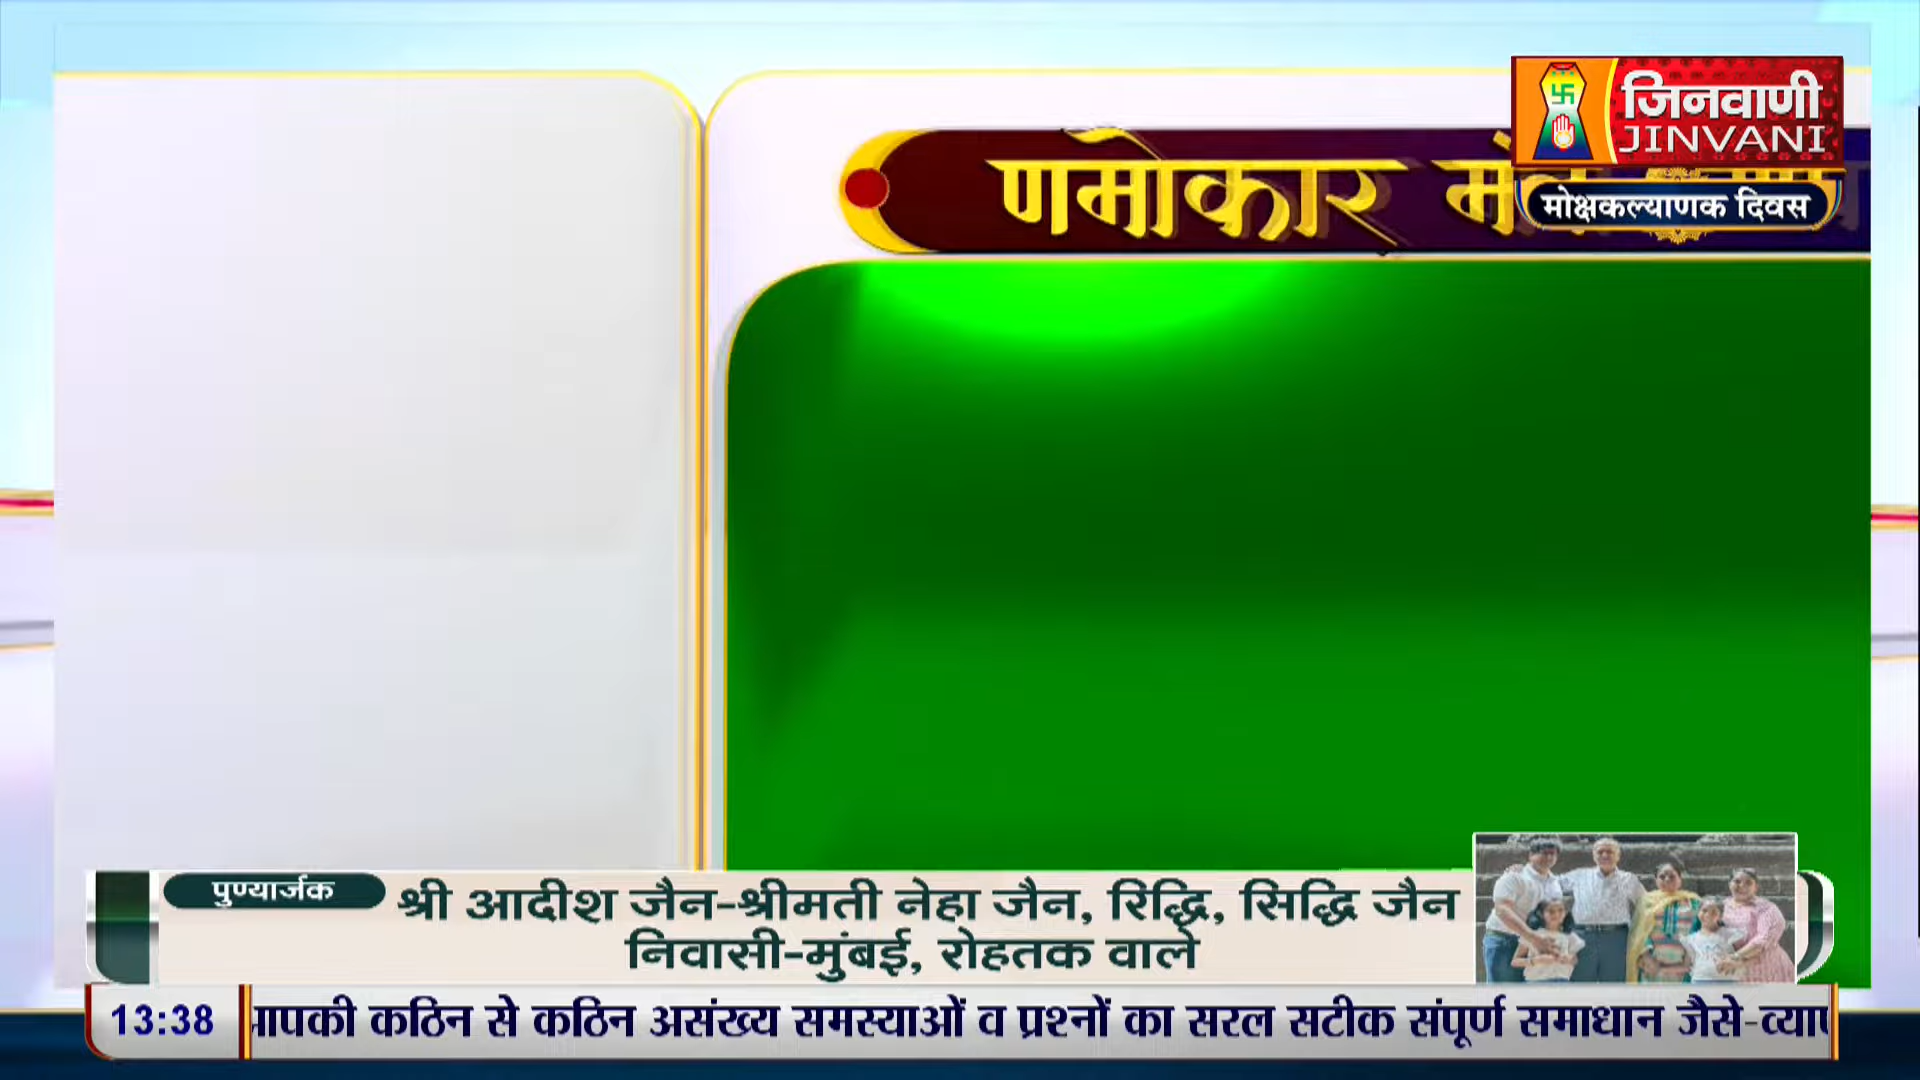 जिनवाणी
JINVANI
णमोकार
मोक्षकल्याणक दिवस
पुण्यार्जक
श्री आदीश जैन-श्रीमती नेहा जैन, रिद्धि, सिद्धि जैन
निवासी-मुंबई, रोहतक वाले
13:38
कठिन से कठिन असंख्य समस्याओं व प्रश्नों का सरल सटीक संपूर्ण समाधान जैसे-